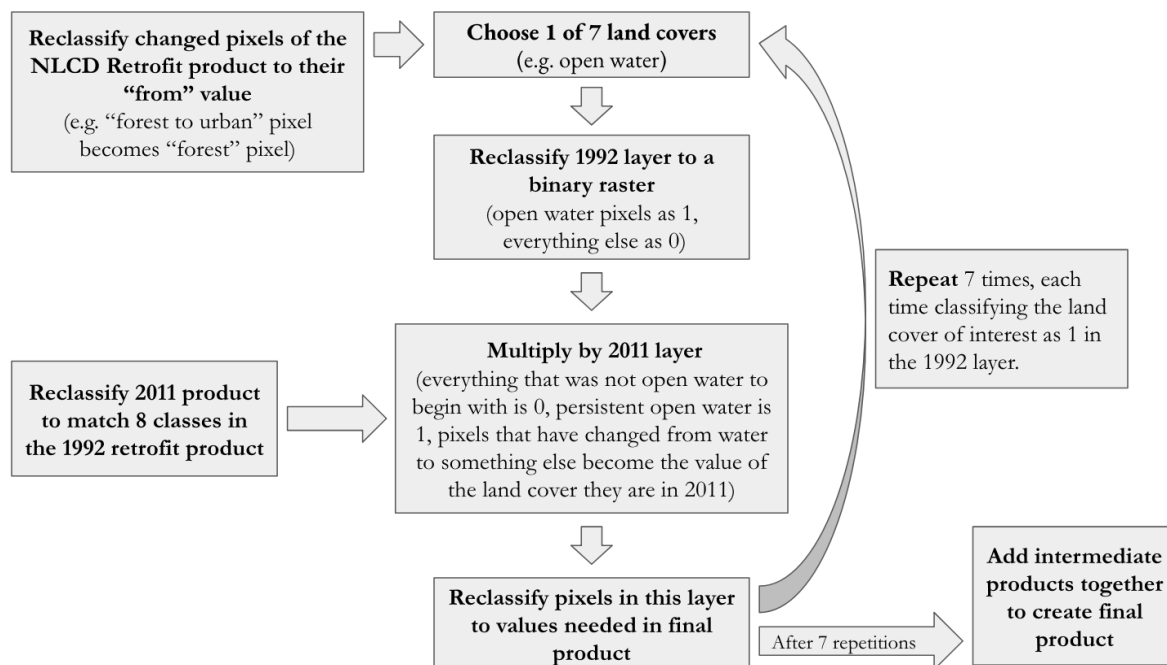 Reclassify changed pixels of the
NLCD Retrofit product to their
“from” value
(e.g. “forest to urban” pixel
becomes “forest” pixel)
Choose 1 of 7 land covers
(e.g. open water)
Reclassify 1992 layer to a
binary raster
(open water pixels as 1,
everything else as 0)
Repeat 7 times, each
time classifying the land
cover of interest as 1 in
the 1992 layer.
Reclassify 2011 product
to match 8 classes in
the 1992 retrofit product
Multiply by 2011 layer
(everything that was not open water to
begin with is 0, persistent open water is
1, pixels that have changed from water
to something else become the value of
the land cover they are in 2011)
Reclassify pixels in this layer
to values needed in final
product
After 7 repetitions
Add intermediate
products together
to create final
product